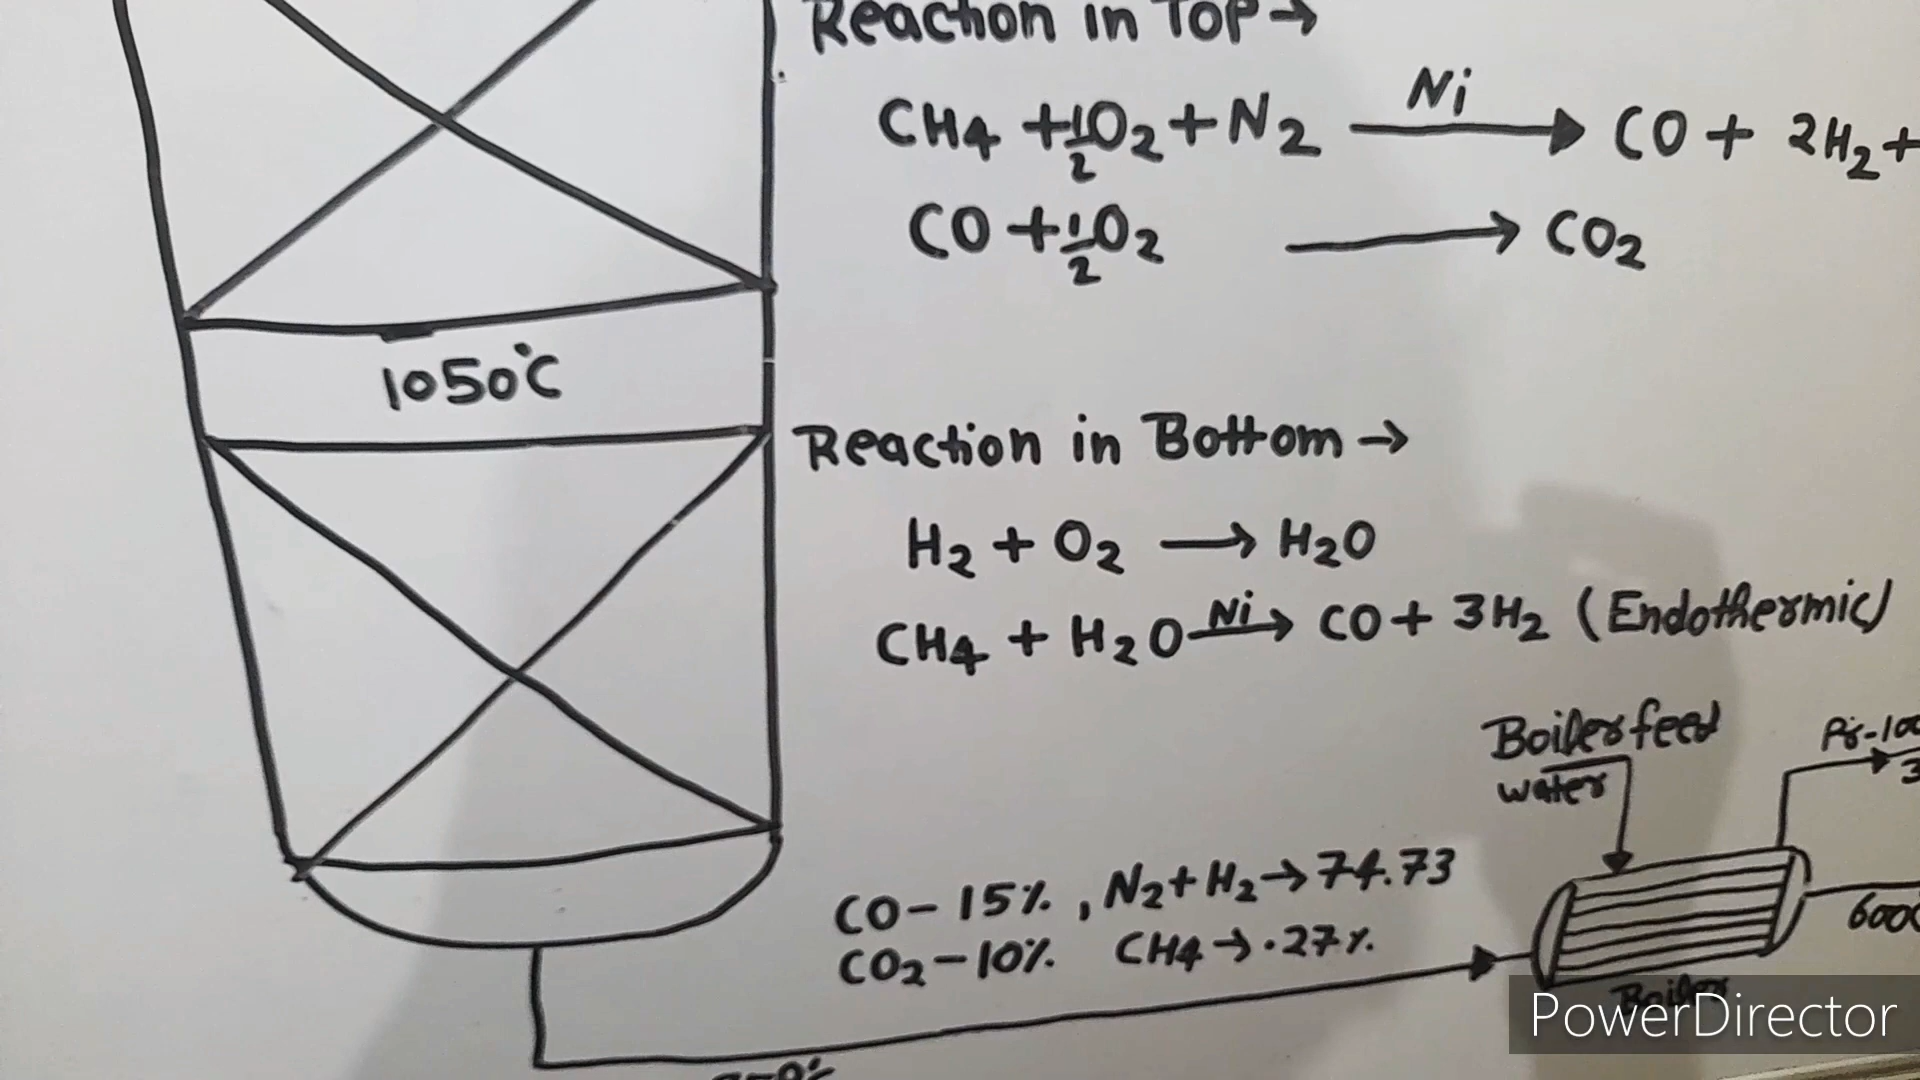 Reaction in Top →
CH4 + 1/2 O2 + N2 —Ni→ CO + 2H2 +
CO + 1/2 O2 → CO2
1050°C
Reaction in Bottom →
H2 + O2 → H2O
CH4 + H2O —Ni→ CO + 3H2 (Endothermic)
Boiler feed
water
CO - 15% , N2 + H2 → 74.73
CO2 - 10% CH4 → .27%
Boiler
PowerDirector